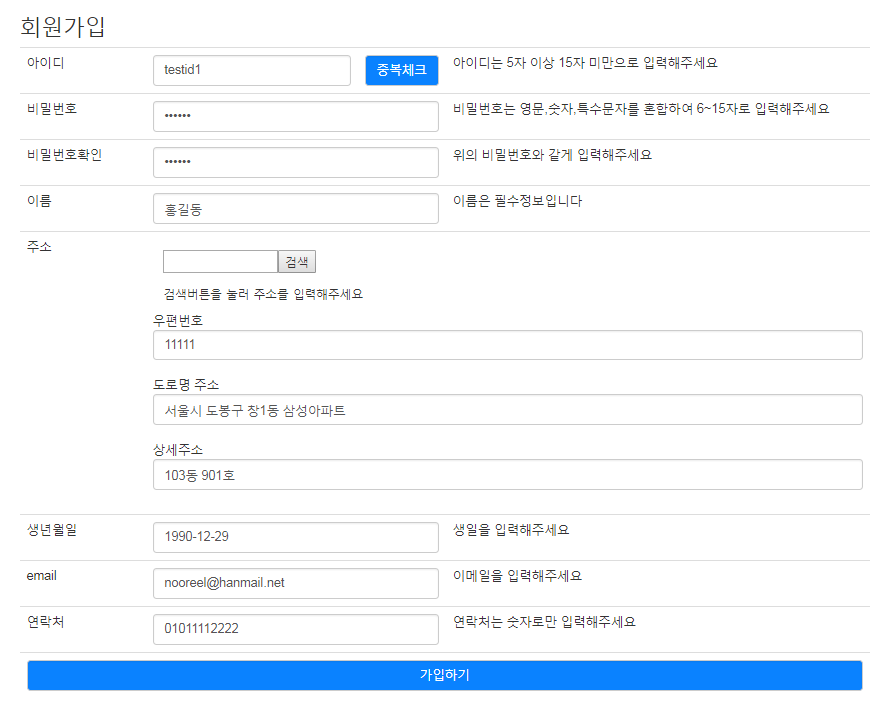 회원가입
아이디 testid1 중복체크 아이디는 5자 이상 15자 미만으로 입력해주세요
비밀번호 •••••• 비밀번호는 영문,숫자,특수문자를 혼합하여 6~15자로 입력해주세요
비밀번호확인 •••••• 위의 비밀번호와 같게 입력해주세요
이름 홍길동 이름은 필수정보입니다
주소
검색
검색버튼을 눌러 주소를 입력해주세요
우편번호
11111
도로명 주소
서울시 도봉구 창1동 삼성아파트
상세주소
103동 901호
생년월일 1990-12-29 생일을 입력해주세요
email nooreel@hanmail.net 이메일을 입력해주세요
연락처 01011112222 연락처는 숫자로만 입력해주세요
가입하기